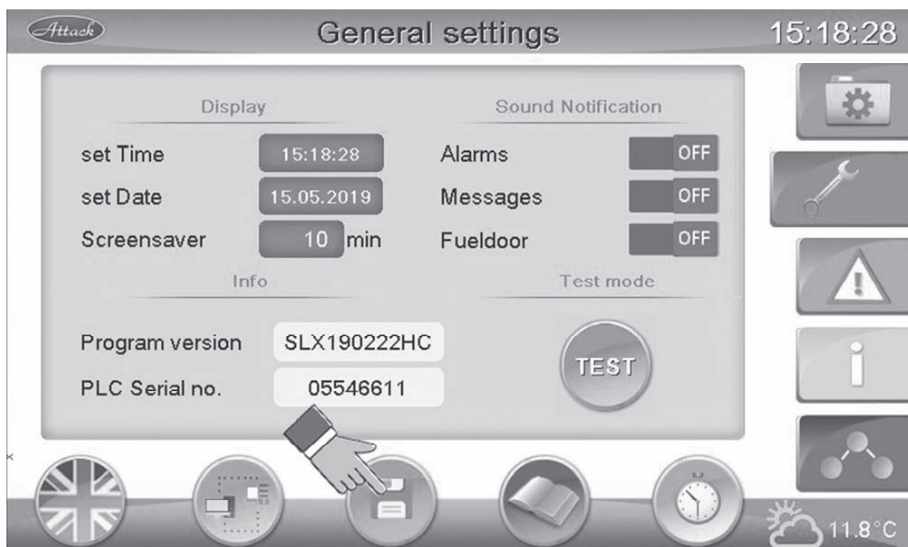 Attack
General settings
15:18:28
Display
Sound Notification
set Time
15:18:28
Alarms
OFF
set Date
15.05.2019
Messages
OFF
Screensaver
10 min
Fueldoor
OFF
Info
Test mode
Program version
SLX190222HC
TEST
PLC Serial no.
05546611
11.8°C